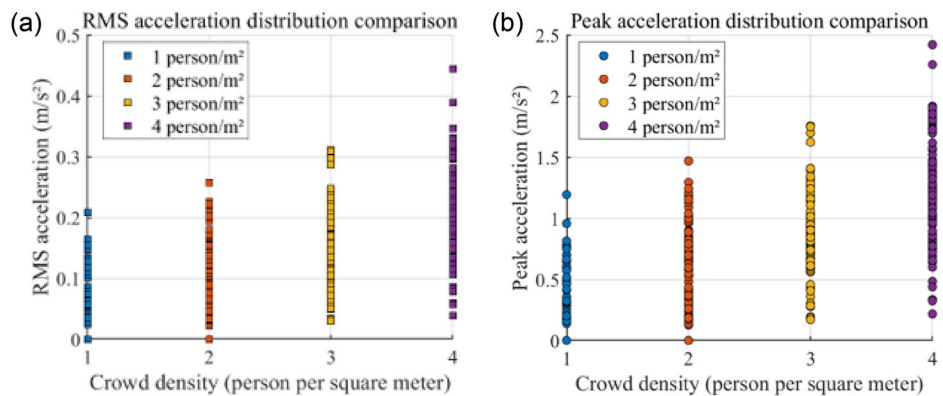 (a)
RMS acceleration distribution comparison
0.5
0.4
0.3
0.2
0.1
0
RMS acceleration (m/s²)
1 person/m²
2 person/m²
3 person/m²
4 person/m²
1 2 3 4
Crowd density (person per square meter)
(b)
Peak acceleration distribution comparison
2.5
2
1.5
1
0.5
0
Peak acceleration (m/s²)
1 person/m²
2 person/m²
3 person/m²
4 person/m²
1 2 3 4
Crowd density (person per square meter)